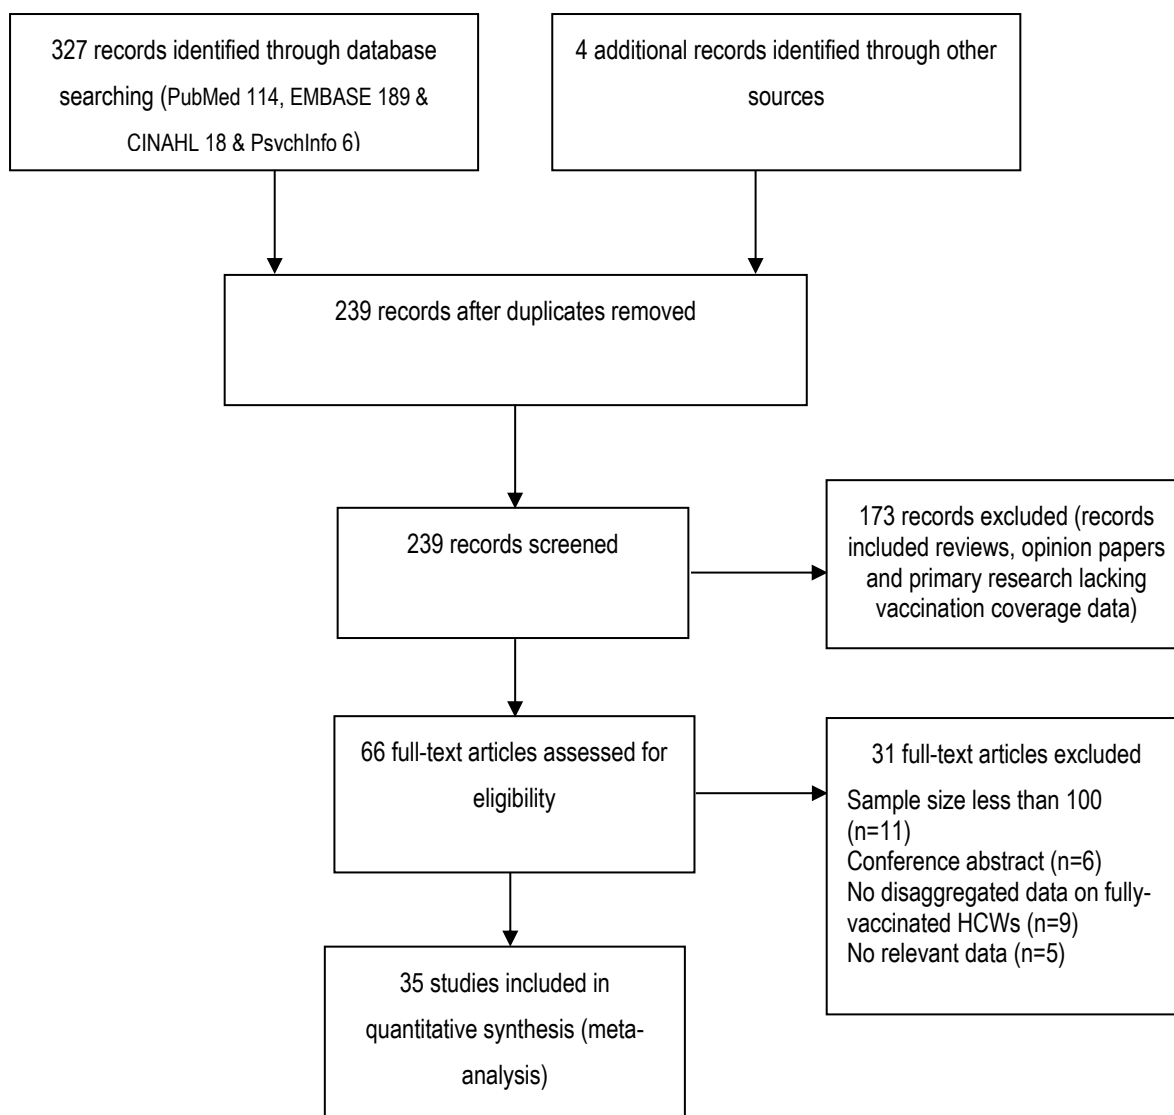 327 records identified through database
searching (PubMed 114, EMBASE 189 &
CINAHL 18 & PsychInfo 6)
4 additional records identified through other
sources
239 records after duplicates removed
239 records screened
173 records excluded (records
included reviews, opinion papers
and primary research lacking
vaccination coverage data)
66 full-text articles assessed for
eligibility
31 full-text articles excluded
Sample size less than 100
(n=11)
Conference abstract (n=6)
No disaggregated data on fully-
vaccinated HCWs (n=9)
No relevant data (n=5)
35 studies included in
quantitative synthesis (meta-
analysis)